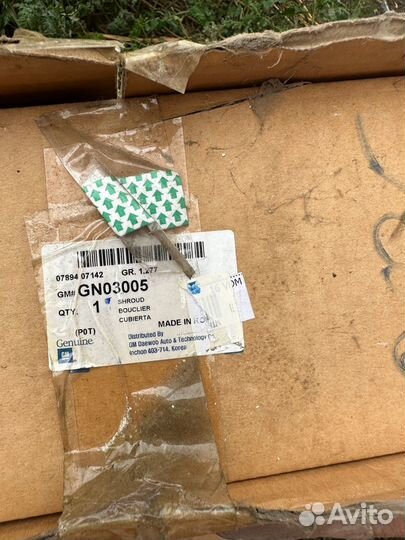 07894 07142 GR. 1.277
GM# GN03005
QTY. 1 SHROUD
BOUCLIER
CUBIERTA
(P0T) MADE IN
Genuine Distributed By
GM GM Daewoo Auto & Technology
Inchon 403-714, Korea
Avito